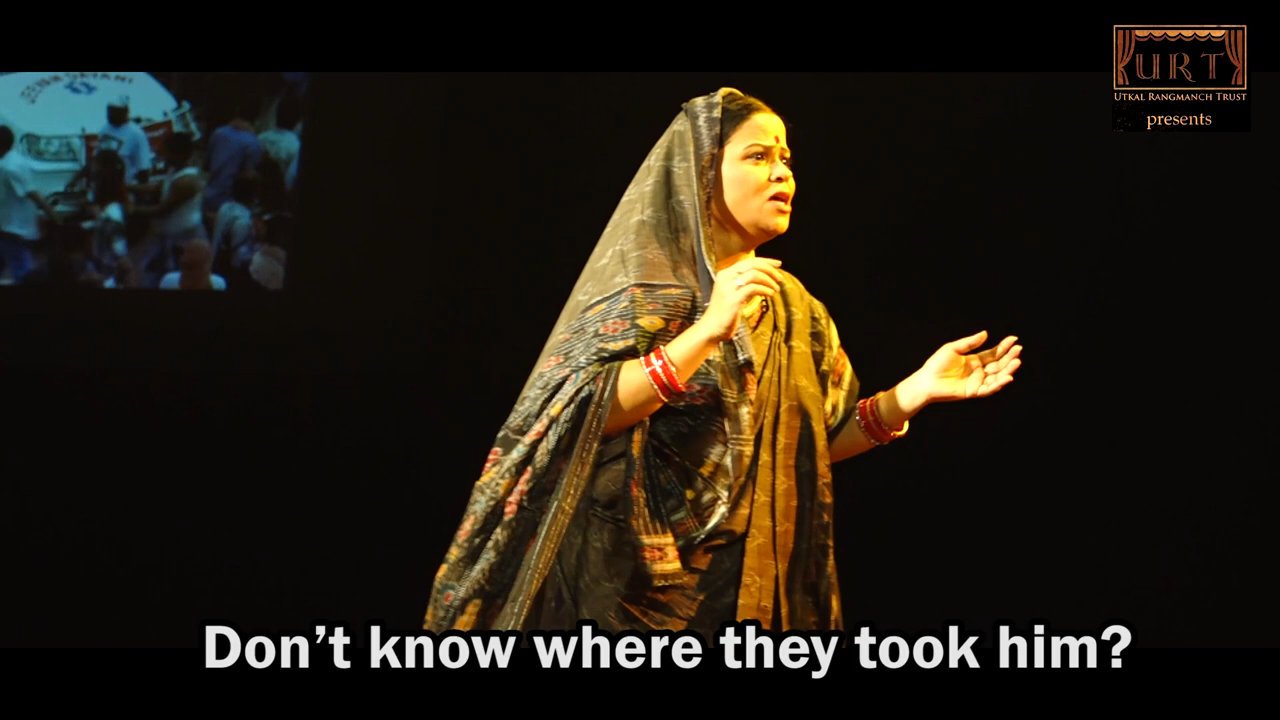 URT
UTKAL RANGMANCH TRUST
presents
Don't know where they took him?